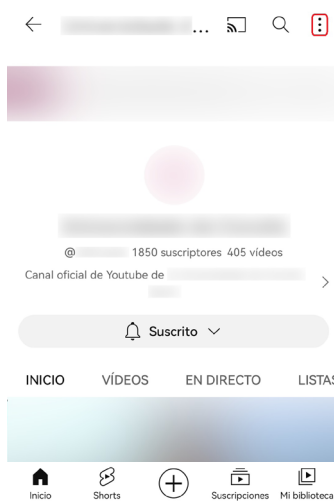 ...
@ 1850 suscriptores 405 vídeos
Canal oficial de Youtube de
Suscrito
INICIO VÍDEOS EN DIRECTO LISTAS
Inicio Shorts Suscripciones Mi biblioteca